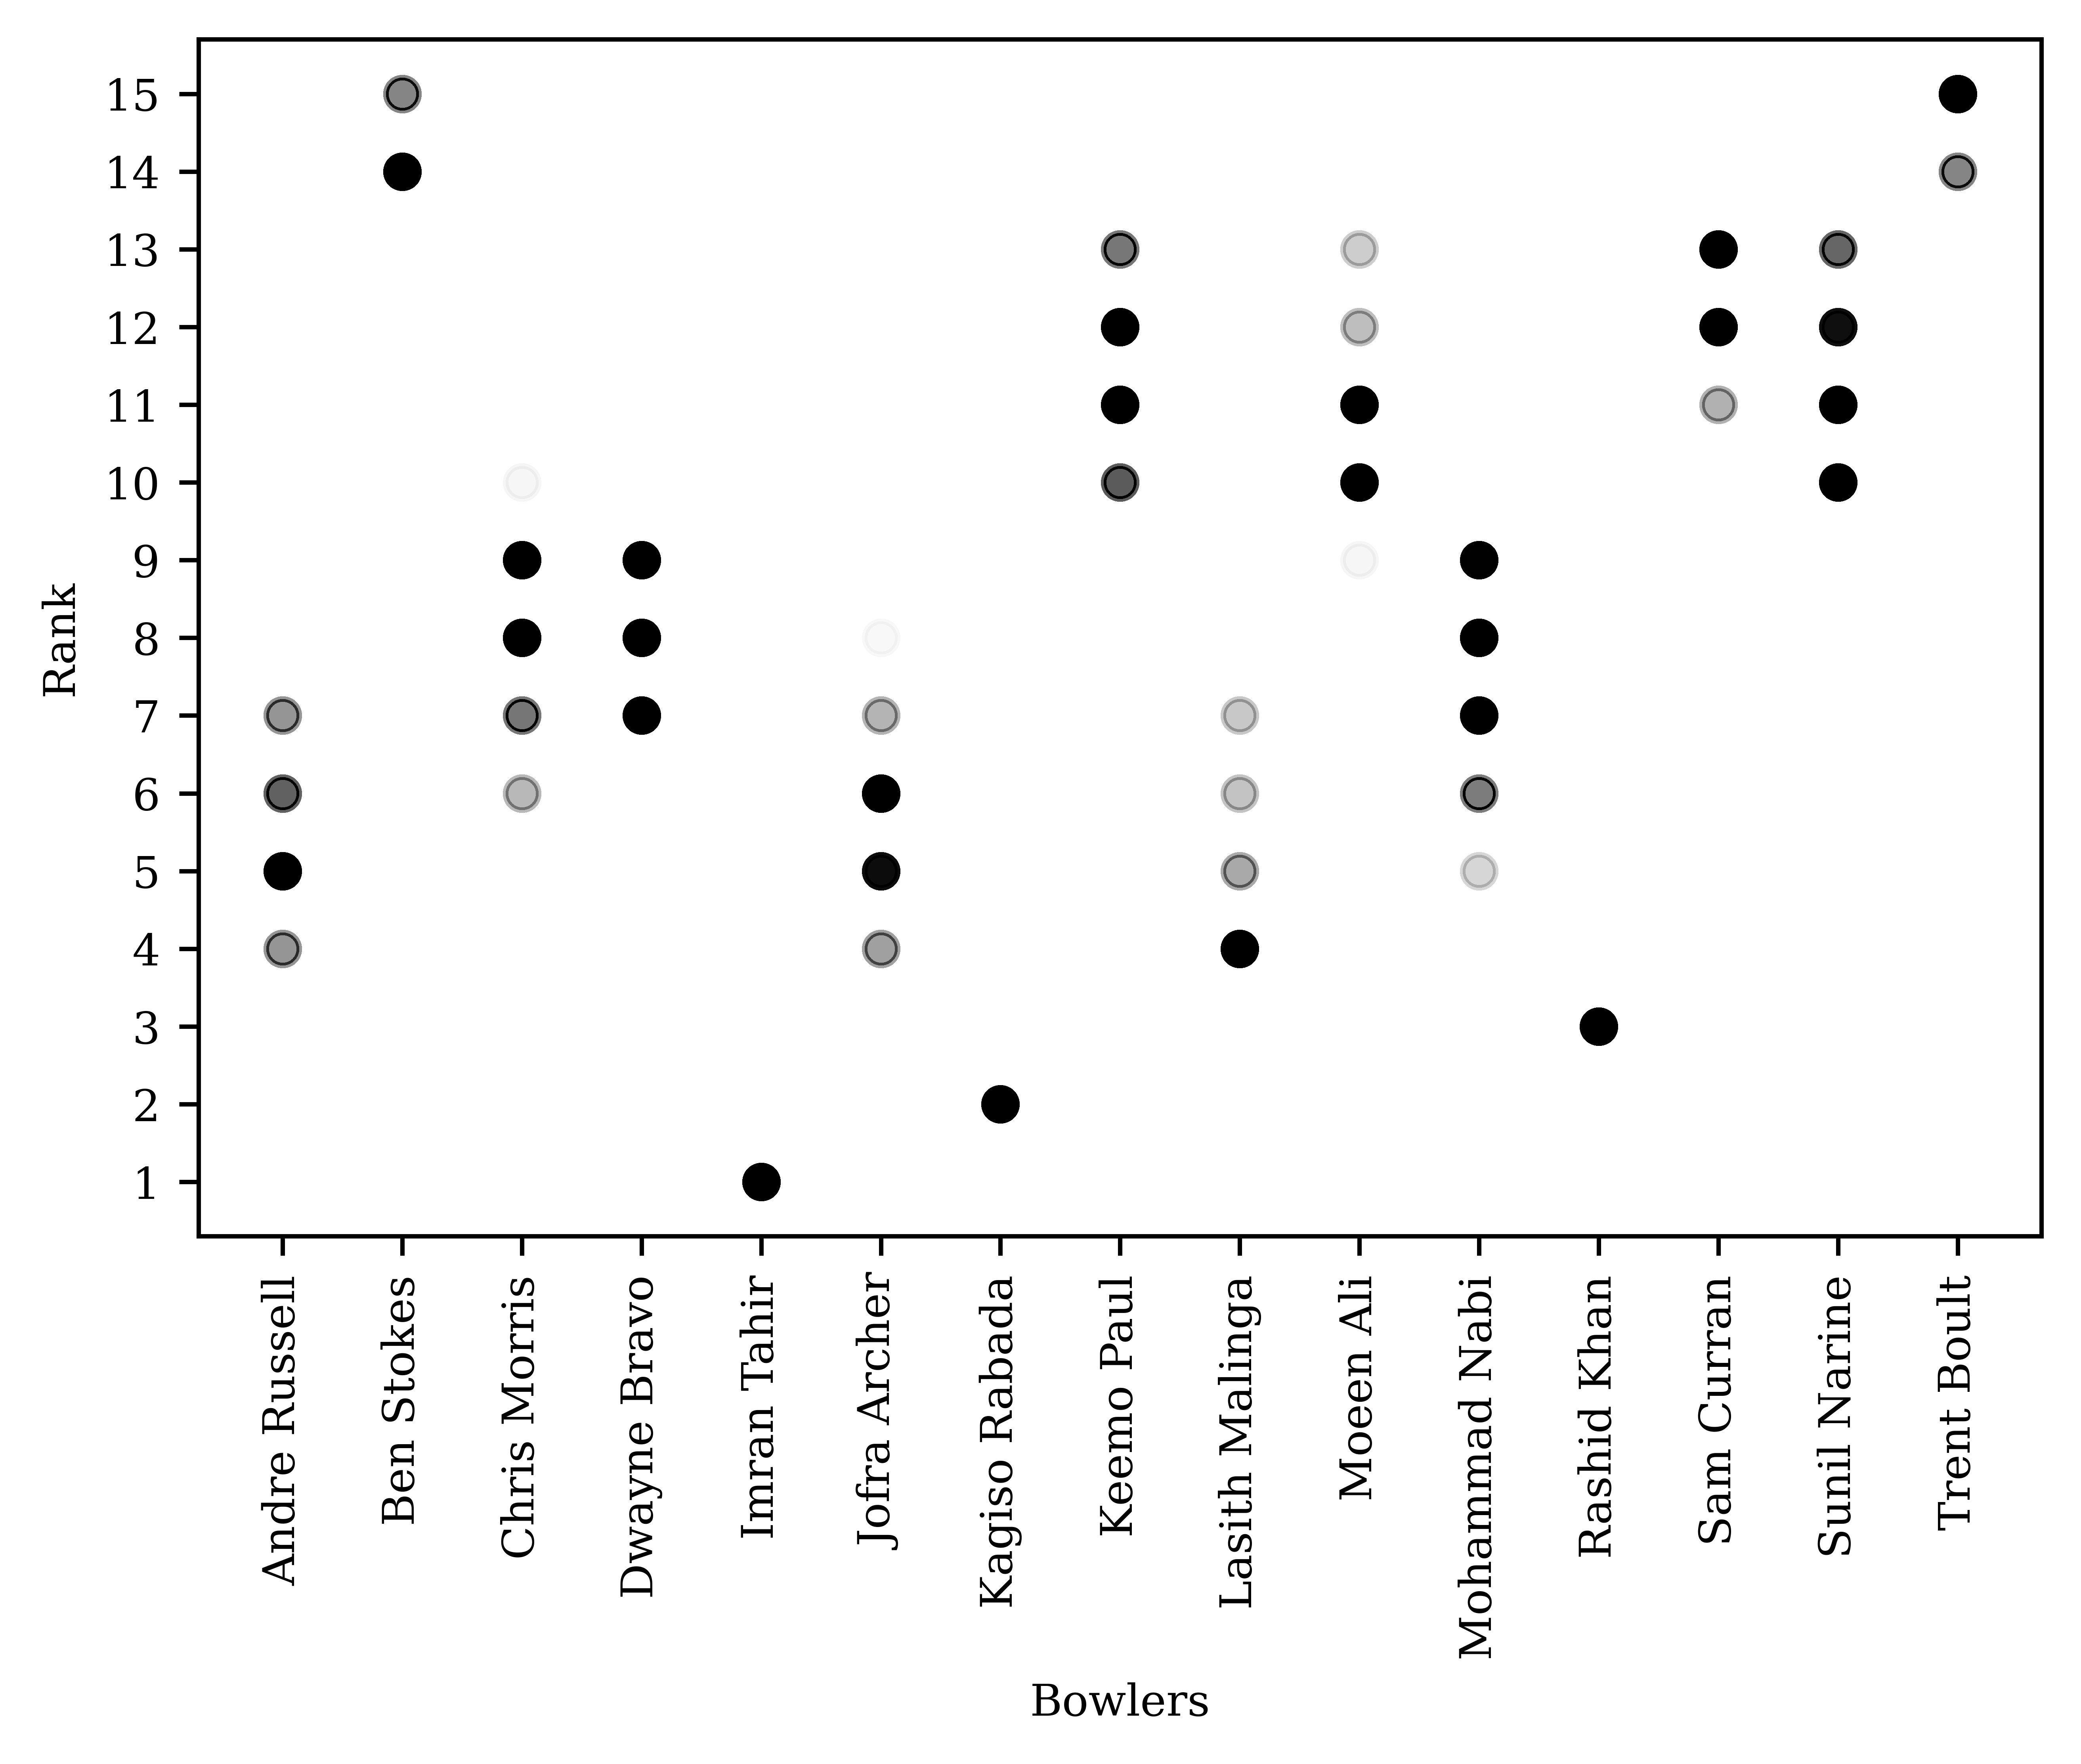 15
14
13
12
11
10
9
8
7
6
5
4
3
2
1
Rank
Andre Russell
Ben Stokes
Chris Morris
Dwayne Bravo
Imran Tahir
Jofra Archer
Kagiso Rabada
Keemo Paul
Lasith Malinga
Moeen Ali
Mohammad Nabi
Rashid Khan
Sam Curran
Sunil Narine
Trent Boult
Bowlers